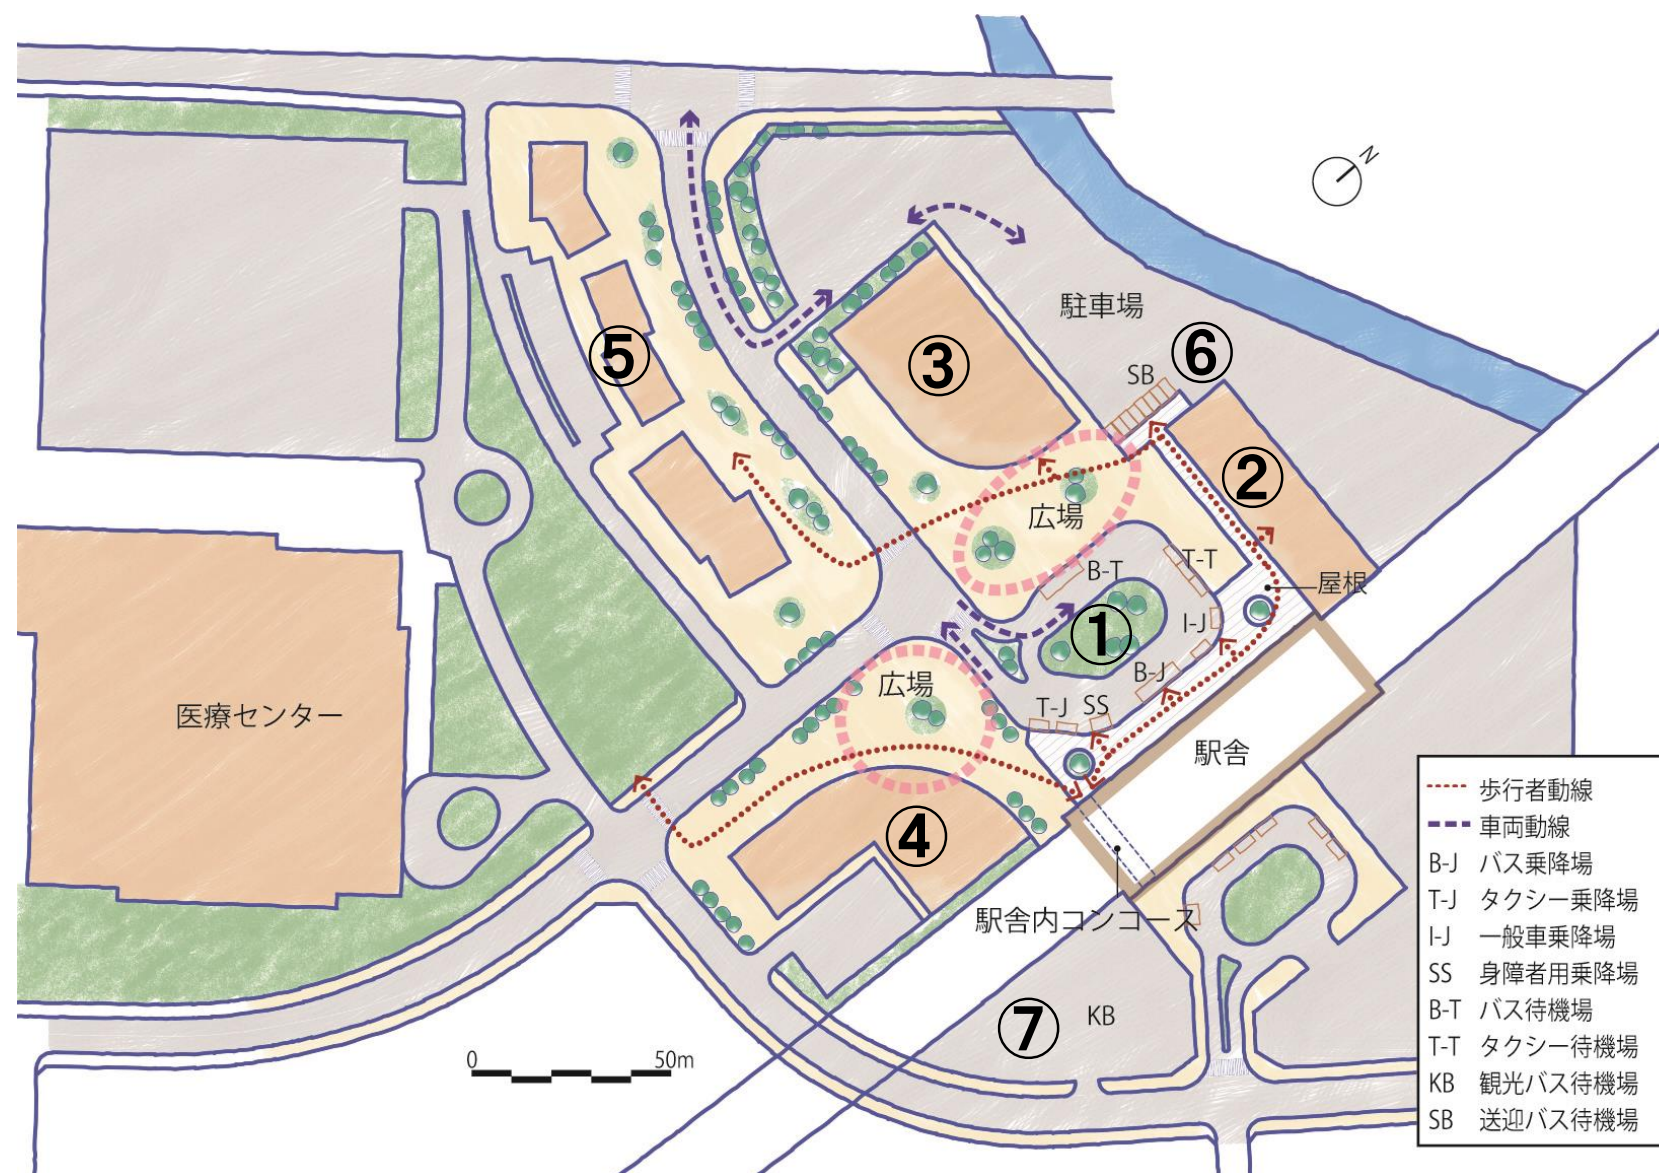 N
駐車場
⑥
SB
⑤
③
②
広場
T-T
B-T
屋根
①
I-J
広場
B-J
T-J
SS
医療センター
駅舎
④
駅舎内コンコース
⑦
KB
0
50m
歩行者動線
車両動線
B-J バス乗降場
T-J タクシー乗降場
I-J 一般車乗降場
SS 身障者用乗降場
B-T バス待機場
T-T タクシー待機場
KB 観光バス待機場
SB 送迎バス待機場